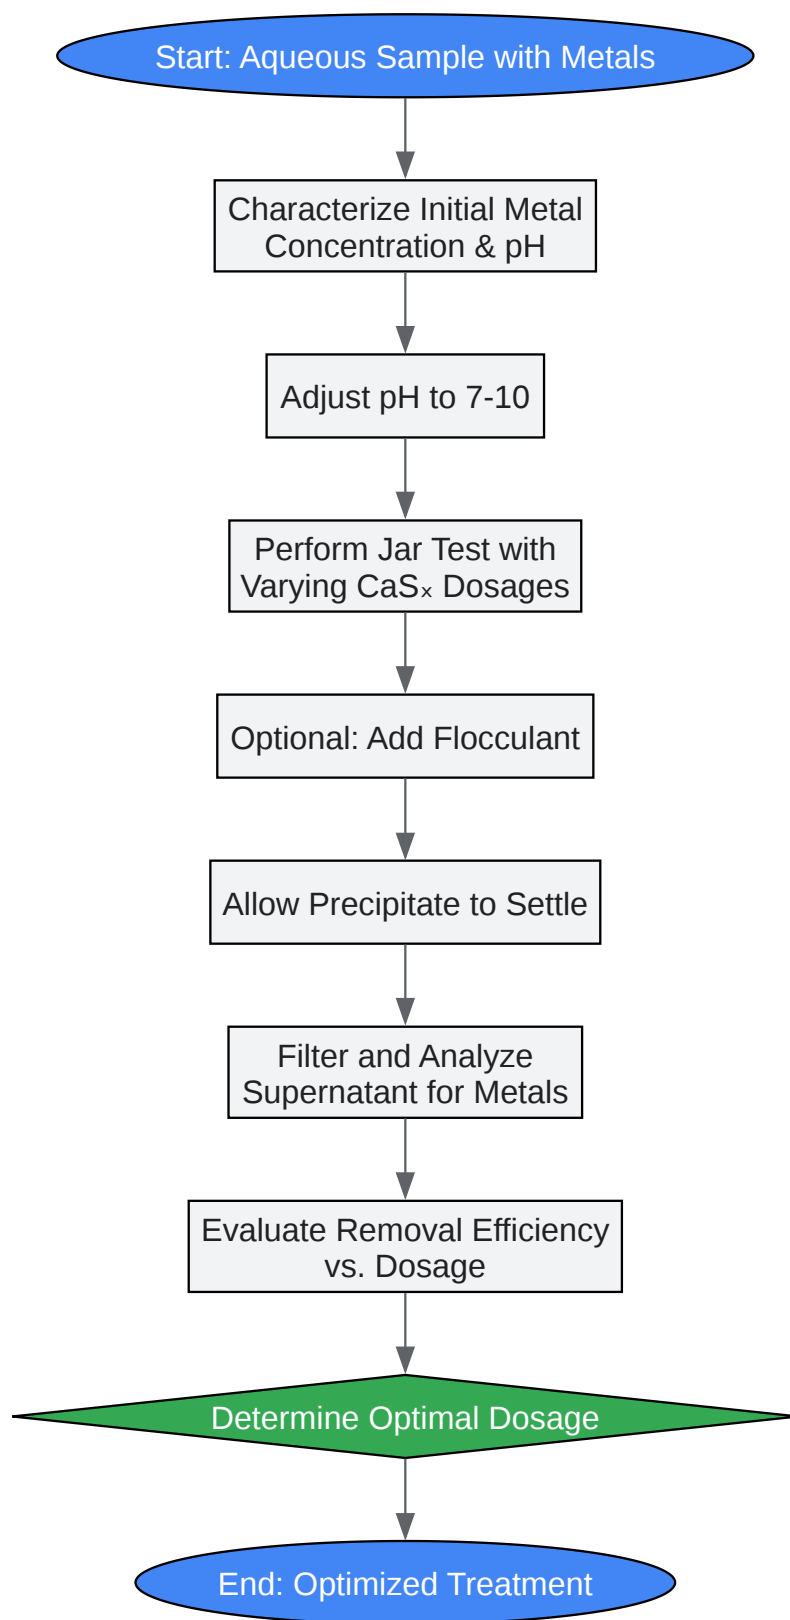 Start: Aqueous Sample with Metals
Characterize Initial Metal
Concentration & pH
Adjust pH to 7-10
Perform Jar Test with
Varying CaSₓ Dosages
Optional: Add Flocculant
Allow Precipitate to Settle
Filter and Analyze
Supernatant for Metals
Evaluate Removal Efficiency
vs. Dosage
Determine Optimal Dosage
End: Optimized Treatment